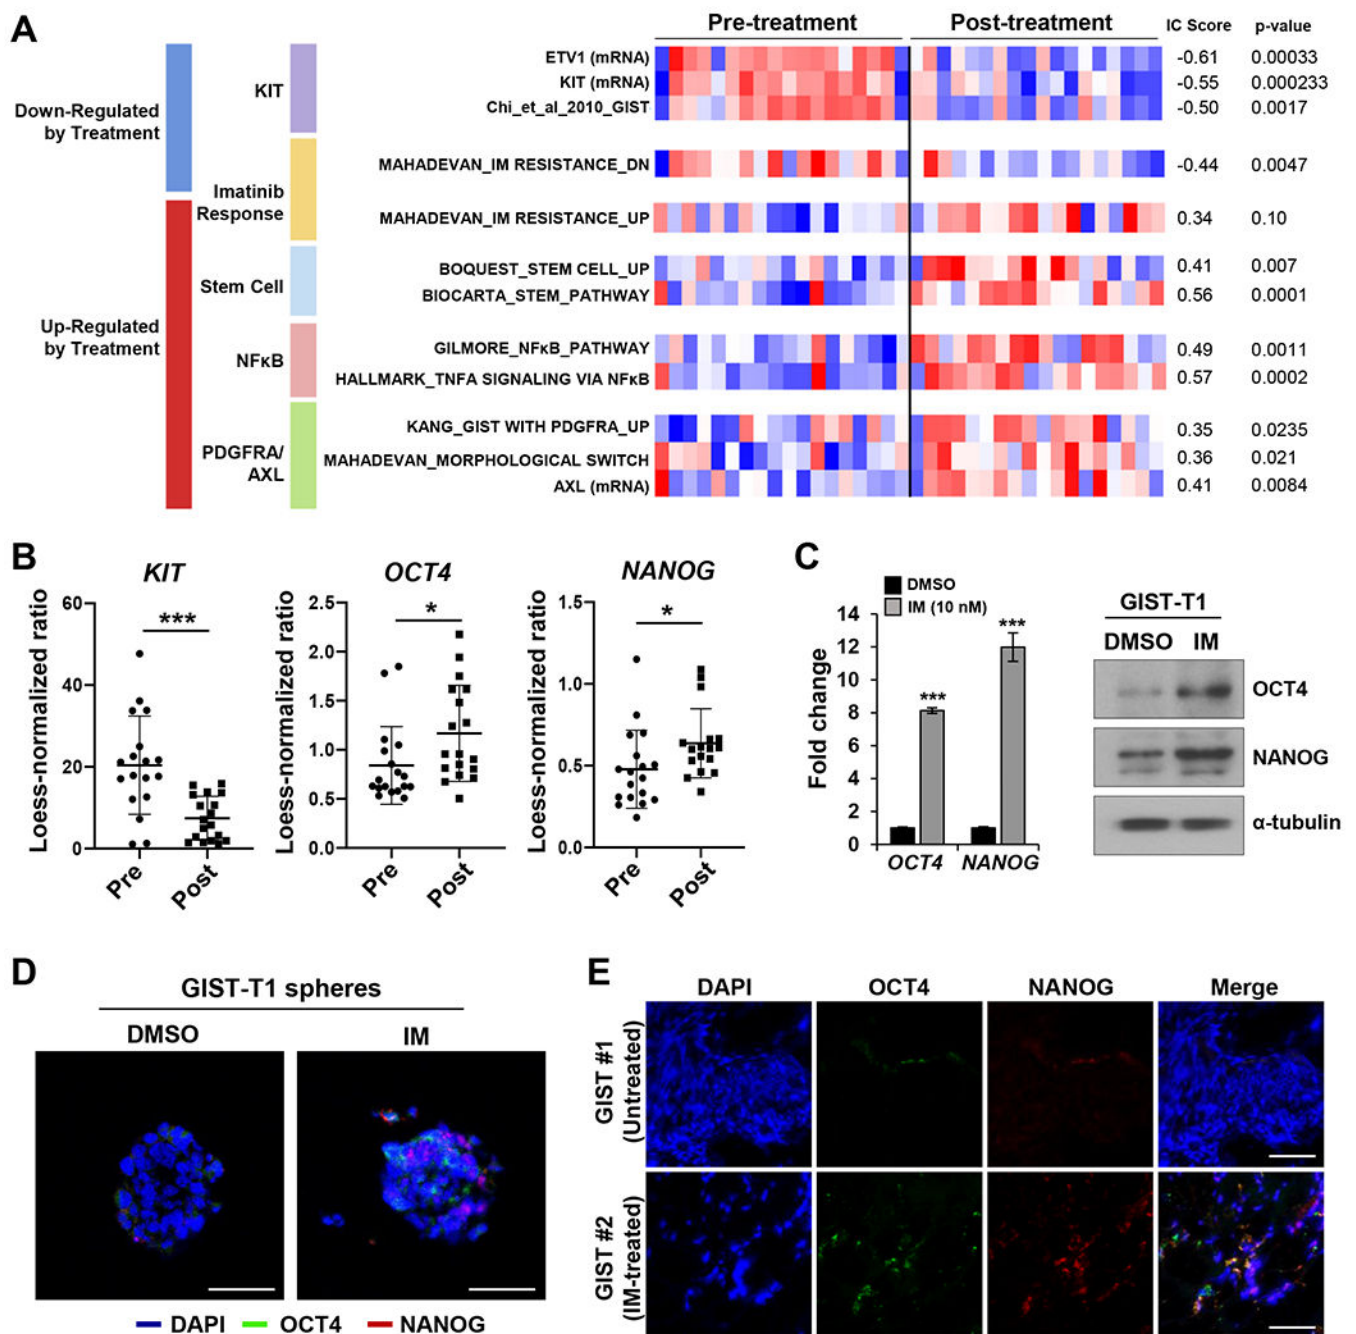 A
Pre-treatment Post-treatment IC Score p-value
Down-Regulated by Treatment
Up-Regulated by Treatment
KIT
Imatinib Response
Stem Cell
NFκB
PDGFRA/ AXL
ETV1 (mRNA) -0.61 0.00033
KIT (mRNA) -0.55 0.000233
Chi_et_al_2010_GIST -0.50 0.0017
MAHADEVAN_IM RESISTANCE_DN -0.44 0.0047
MAHADEVAN_IM RESISTANCE_UP 0.34 0.10
BOQUEST_STEM CELL_UP 0.41 0.007
BIOCARTA_STEM_PATHWAY 0.56 0.0001
GILMORE_NFκB_PATHWAY 0.49 0.0011
HALLMARK_TNFA SIGNALING VIA NFκB 0.57 0.0002
KANG_GIST WITH PDGFRA_UP 0.35 0.0235
MAHADEVAN_MORPHOLOGICAL SWITCH 0.36 0.021
AXL (mRNA) 0.41 0.0084
B
KIT
Loess-normalized ratio
60
40
20
0
***
Pre Post
OCT4
Loess-normalized ratio
2.5
2.0
1.5
1.0
0.5
0.0
*
Pre Post
NANOG
Loess-normalized ratio
1.5
1.0
0.5
0.0
*
Pre Post
C
DMSO
IM (10 nM)
Fold change
14
12
10
8
6
4
2
0
***
***
OCT4 NANOG
GIST-T1
DMSO IM
OCT4
NANOG
α-tubulin
D
GIST-T1 spheres
DMSO IM
DAPI OCT4 NANOG
E
DAPI OCT4 NANOG Merge
GIST #1
(Untreated)
GIST #2
(IM-treated)